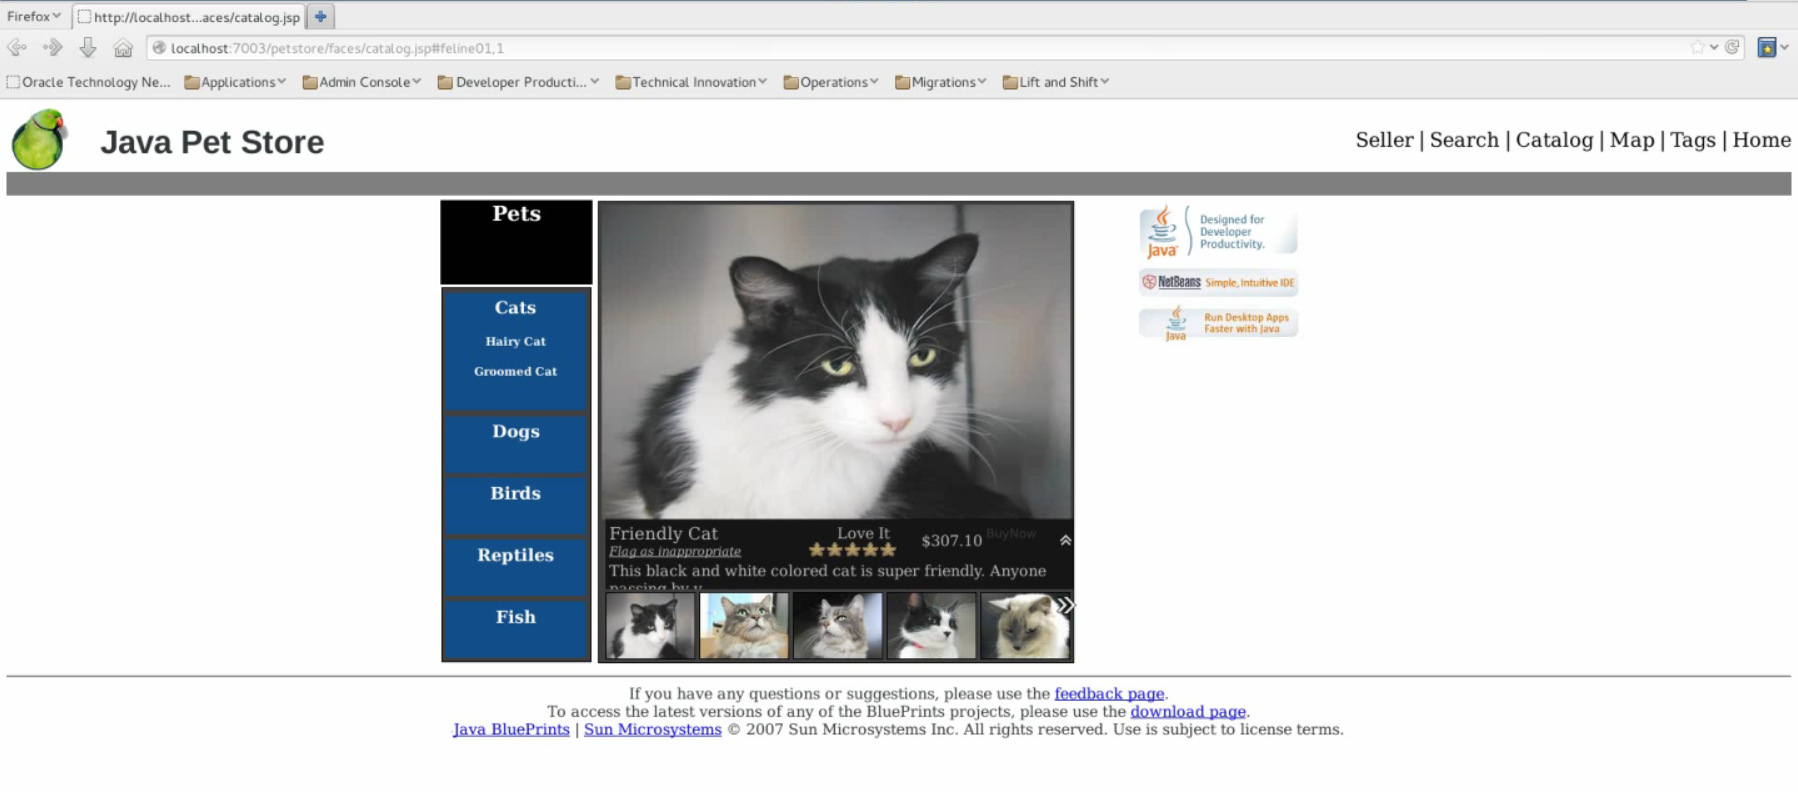 Firefox
http://localhost...aces/catalog.jsp
localhost:7003/petstore/faces/catalog.jsp#feline01,1
Oracle Technology Ne... Applications Admin Console Developer Producti... Technical Innovation Operations Migrations Lift and Shift
Java Pet Store
Seller | Search | Catalog | Map | Tags | Home
Pets
Cats
Hairy Cat
Groomed Cat
Dogs
Birds
Reptiles
Fish
Friendly Cat
Flag as inappropriate
Love It
$307.10
BuyNow
This black and white colored cat is super friendly. Anyone
passing by y
Java
Designed for
Developer
Productivity.
NetBeans Simple, Intuitive IDE
Java
Run Desktop Apps
Faster with Java
If you have any questions or suggestions, please use the feedback page.
To access the latest versions of any of the BluePrints projects, please use the download page.
Java BluePrints | Sun Microsystems © 2007 Sun Microsystems Inc. All rights reserved. Use is subject to license terms.